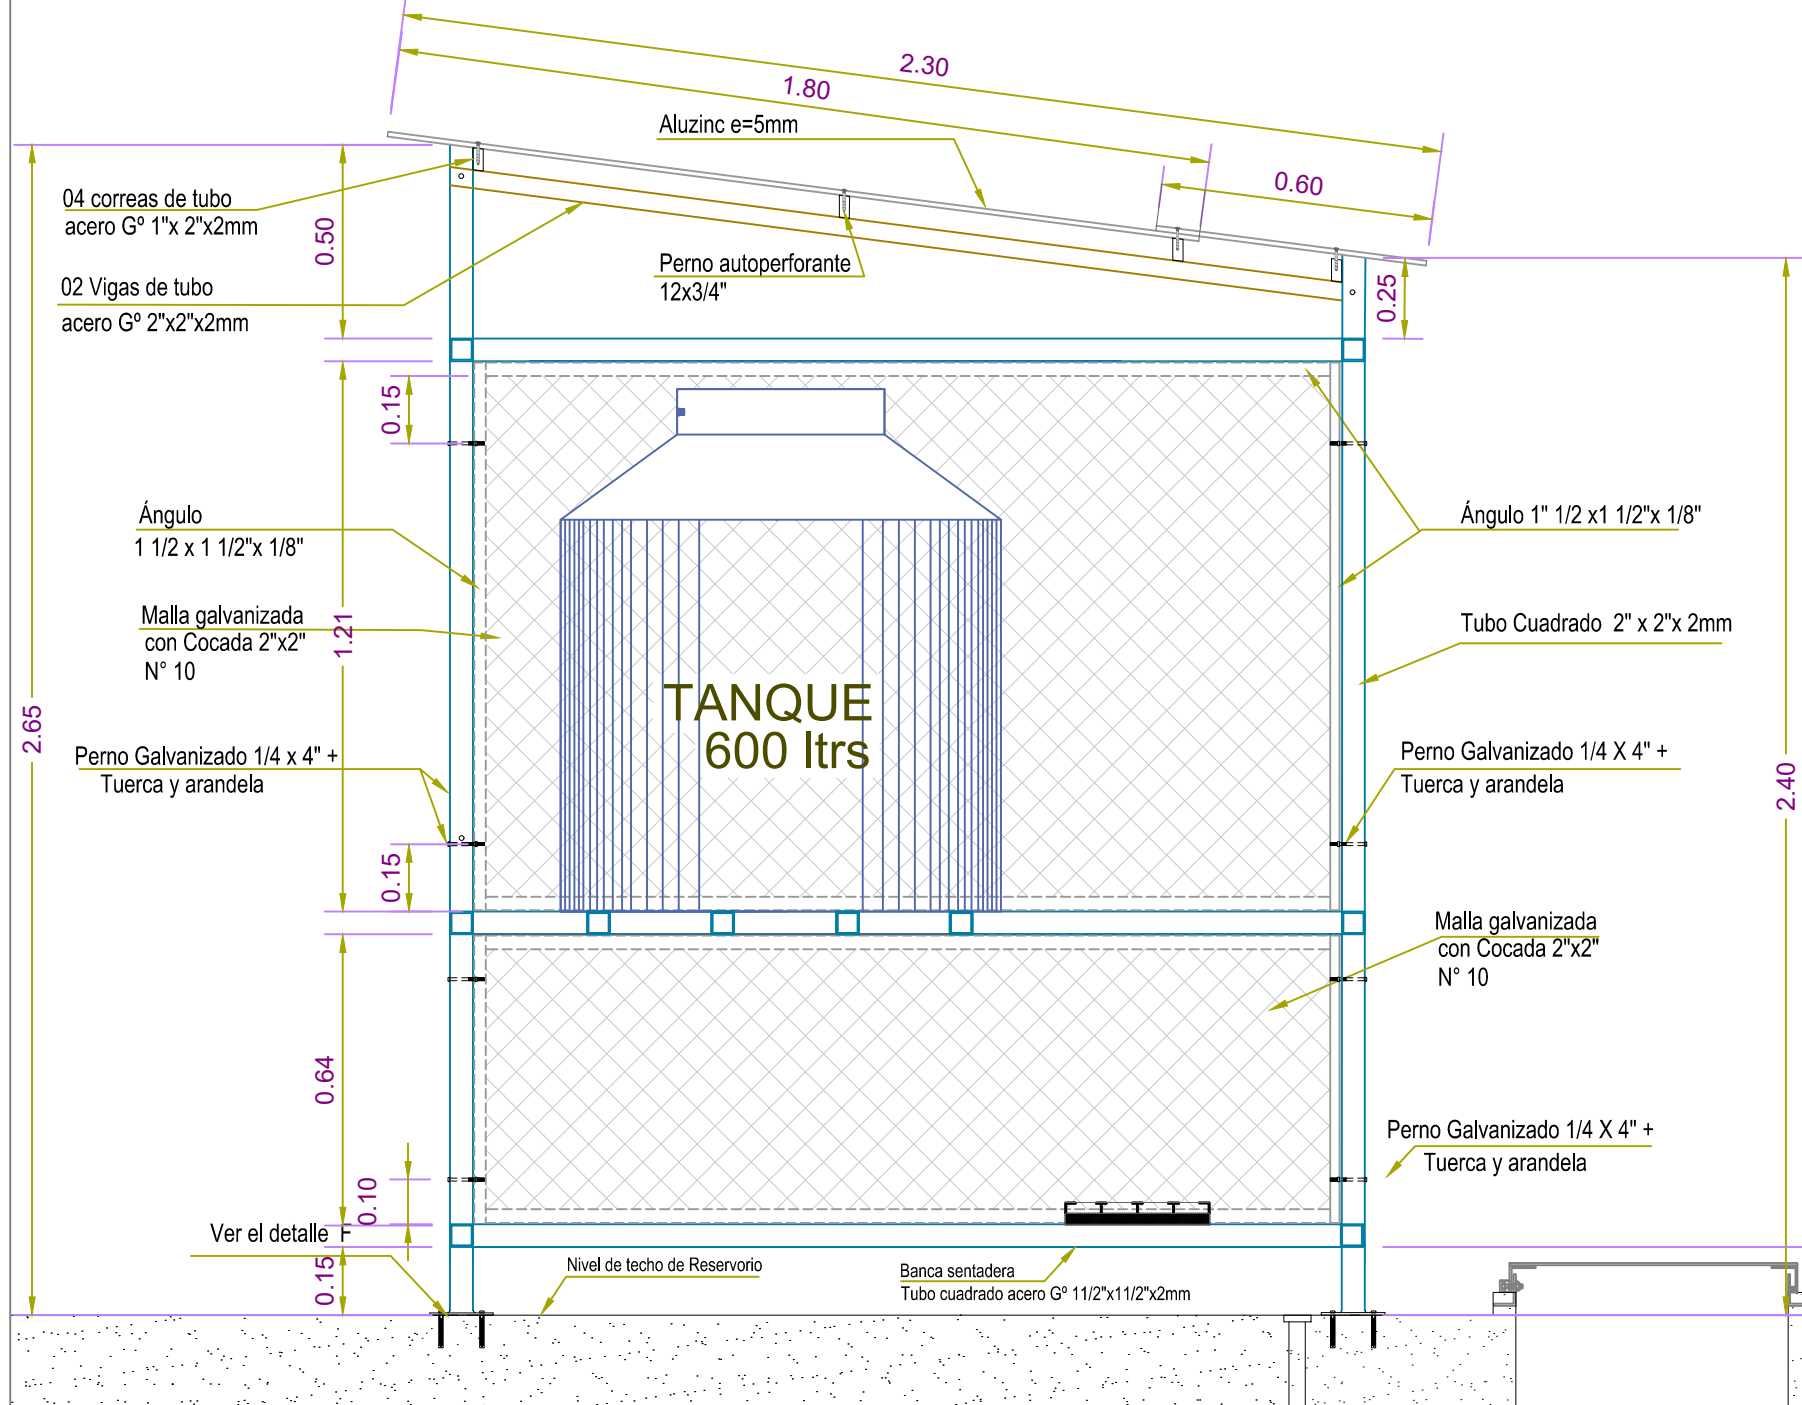 2.30
1.80
Aluzinc e=5mm
0.60
04 correas de tubo
acero Gº 1"x 2"x2mm
0.50
Perno autoperforante
12x3/4"
0.25
02 Vigas de tubo
acero Gº 2"x2"x2mm
0.15
Ángulo
1 1/2 x 1 1/2"x 1/8"
Ángulo 1" 1/2 x1 1/2"x 1/8"
Malla galvanizada
con Cocada 2"x2"
N° 10
1.21
Tubo Cuadrado 2" x 2"x 2mm
TANQUE
600 ltrs
2.65
Perno Galvanizado 1/4 x 4" +
Tuerca y arandela
Perno Galvanizado 1/4 X 4" +
Tuerca y arandela
2.40
0.15
Malla galvanizada
con Cocada 2"x2"
N° 10
0.64
Perno Galvanizado 1/4 X 4" +
Tuerca y arandela
0.10
Ver el detalle F
0.15
Nivel de techo de Reservorio
Banca sentadera
Tubo cuadrado acero Gº 11/2"x11/2"x2mm